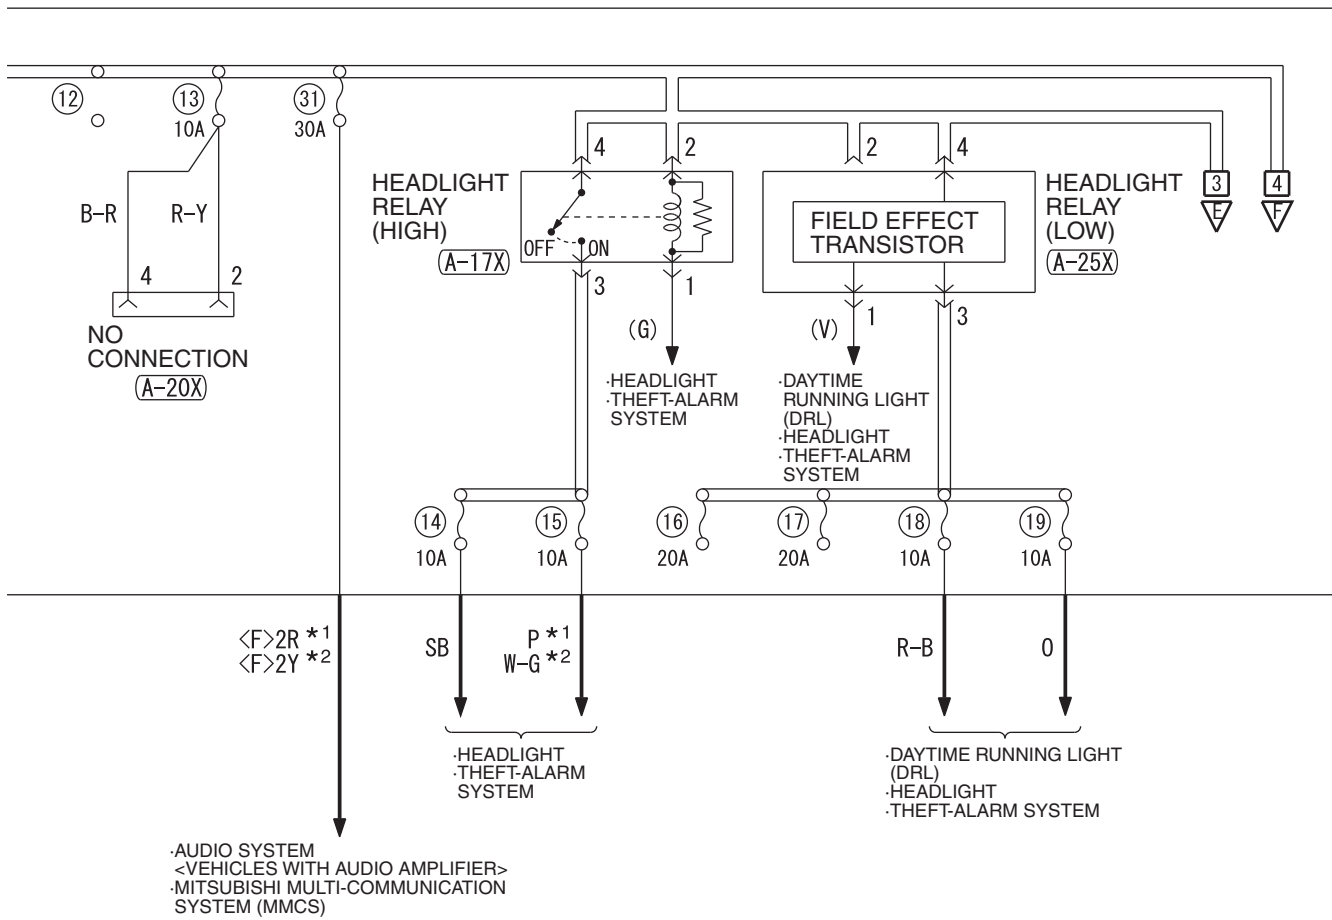 12
13
10A
31
30A
4
2
2
4
HEADLIGHT
RELAY
(HIGH)
A-17X
OFF
ON
FIELD EFFECT
TRANSISTOR
HEADLIGHT
RELAY
(LOW)
A-25X
3
E
4
F
B-R
R-Y
4
2
NO
CONNECTION
A-20X
3
1
(G)
1
(V)
3
·HEADLIGHT
·THEFT-ALARM
SYSTEM
·DAYTIME
RUNNING LIGHT
(DRL)
·HEADLIGHT
·THEFT-ALARM
SYSTEM
14
10A
15
10A
16
20A
17
20A
18
10A
19
10A
<F>2R *1
<F>2Y *2
SB
P *1
W-G *2
R-B
O
·HEADLIGHT
·THEFT-ALARM
SYSTEM
·DAYTIME RUNNING LIGHT
(DRL)
·HEADLIGHT
·THEFT-ALARM SYSTEM
·AUDIO SYSTEM
<VEHICLES WITH AUDIO AMPLIFIER>
·MITSUBISHI MULTI-COMMUNICATION
SYSTEM (MMCS)